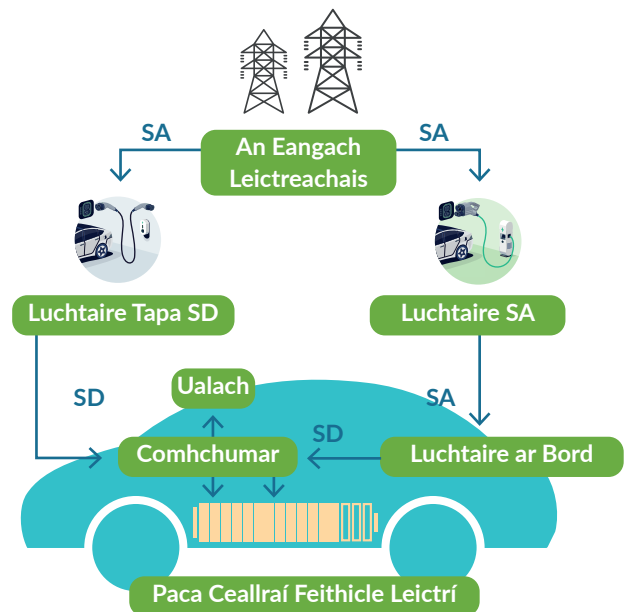 SA
SA
An Eangach
Leictreachais
Luchtaire Tapa SD
Luchtaire SA
SD
Ualach
SA
Comhchumar
SD
Luchtaire ar Bord
Paca Ceallraí Feithicle Leictrí